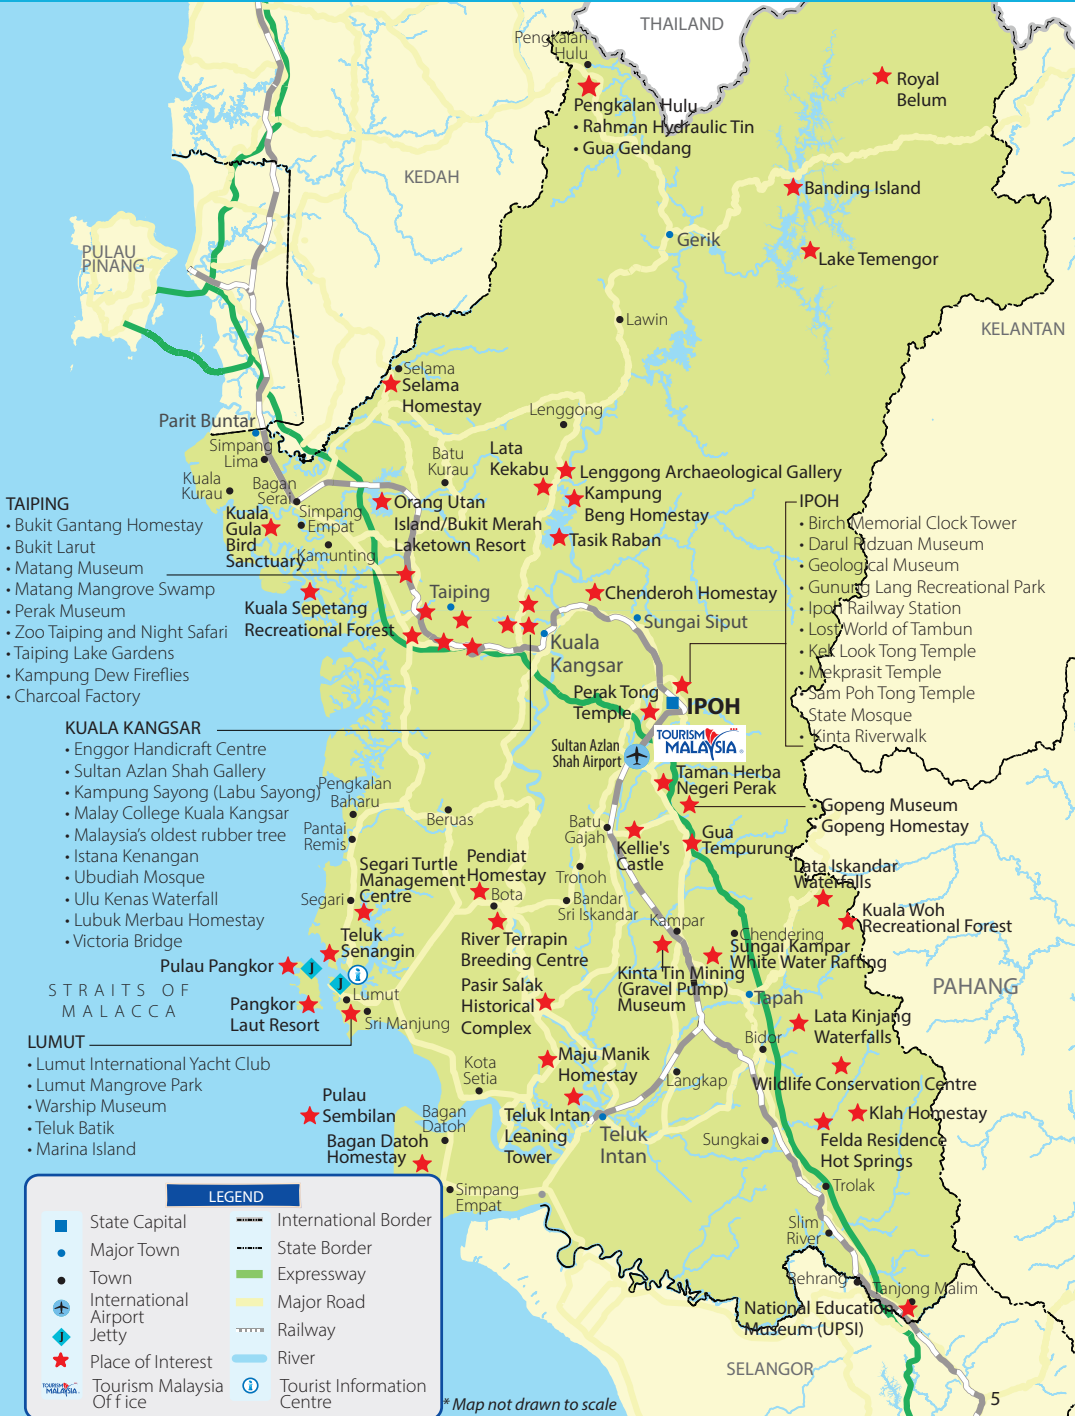 THAILAND
Pengkalan
Hulu
Royal
Belum
Pengkalan Hulu
• Rahman Hydraulic Tin
• Gua Gendang
KEDAH
Banding Island
PULAU
PINANG
Gerik
Lake Temengor
Lawin
KELANTAN
Selama
Selama
Homestay
Parit Buntar
Lenggong
Simpang
Lima
Batu
Kurau
Lata
Kekabu
Lenggong Archaeological Gallery
Kuala
Kurau
Bagan
Serai
Kampung
Beng Homestay
Orang Utan
Island/Bukit Merah
Laketown Resort
Simpang
Empat
Kuala
Gula
Bird
Sanctuary
Kamunting
Tasik Raban
TAIPING
• Bukit Gantang Homestay
• Bukit Larut
• Matang Museum
• Matang Mangrove Swamp
• Perak Museum
• Zoo Taiping and Night Safari
• Taiping Lake Gardens
• Kampung Dew Fireflies
• Charcoal Factory
IPOH
• Birch Memorial Clock Tower
• Darul Ridzuan Museum
• Geological Museum
• Gunung Lang Recreational Park
• Ipoh Railway Station
• Lost World of Tambun
• Kek Look Tong Temple
• Mekprasit Temple
• Sam Poh Tong Temple
State Mosque
• Kinta Riverwalk
Kuala Sepetang
Recreational Forest
Taiping
Chenderoh Homestay
Sungai Siput
Kuala
Kangsar
Perak Tong
Temple
IPOH
TOURISM
MALAYSIA
Sultan Azlan
Shah Airport
KUALA KANGSAR
• Enggor Handicraft Centre
• Sultan Azlan Shah Gallery
• Kampung Sayong (Labu Sayong)
• Malay College Kuala Kangsar
• Malaysia's oldest rubber tree
• Istana Kenangan
• Ubudiah Mosque
• Ulu Kenas Waterfall
• Lubuk Merbau Homestay
• Victoria Bridge
Taman Herba
Negeri Perak
• Gopeng Museum
• Gopeng Homestay
Pengkalan
Baharu
Pantai
Remis
Beruas
Batu
Gajah
Kellie's
Castle
Gua
Tempurung
Segari Turtle
Management
Centre
Pendiat
Homestay
Bota
Tronoh
Bandar
Sri Iskandar
Lata Iskandar
Waterfalls
Segari
Kuala Woh
Recreational Forest
Kampar
Chendering
Teluk
Senangin
River Terrapin
Breeding Centre
Sungai Kampar
White Water Rafting
Pulau Pangkor
J
J
i
Kinta Tin Mining
(Gravel Pump)
Museum
STRAITS OF
MALACCA
Pangkor
Laut Resort
Lumut
Sri Manjung
Pasir Salak
Historical
Complex
PAHANG
Tapah
Lata Kinjang
Waterfalls
LUMUT
• Lumut International Yacht Club
• Lumut Mangrove Park
• Warship Museum
• Teluk Batik
• Marina Island
Bidor
Maju Manik
Homestay
Kota
Setia
Langkap
Wildlife Conservation Centre
Pulau
Sembilan
Bagan
Datoh
Teluk Intan
Leaning
Tower
Teluk
Intan
Klah Homestay
Sungkai
Felda Residence
Hot Springs
Bagan Datoh
Homestay
Simpang
Empat
Trolak
Slim
River
Behrang
Tanjong Malim
National Education
Museum (UPSI)
SELANGOR
LEGEND
State Capital
Major Town
Town
International
Airport
J
Jetty
Place of Interest
TOURISM
MALAYSIA
Tourism Malaysia
Office
International Border
State Border
Expressway
Major Road
Railway
River
i
Tourist Information
Centre
* Map not drawn to scale
5